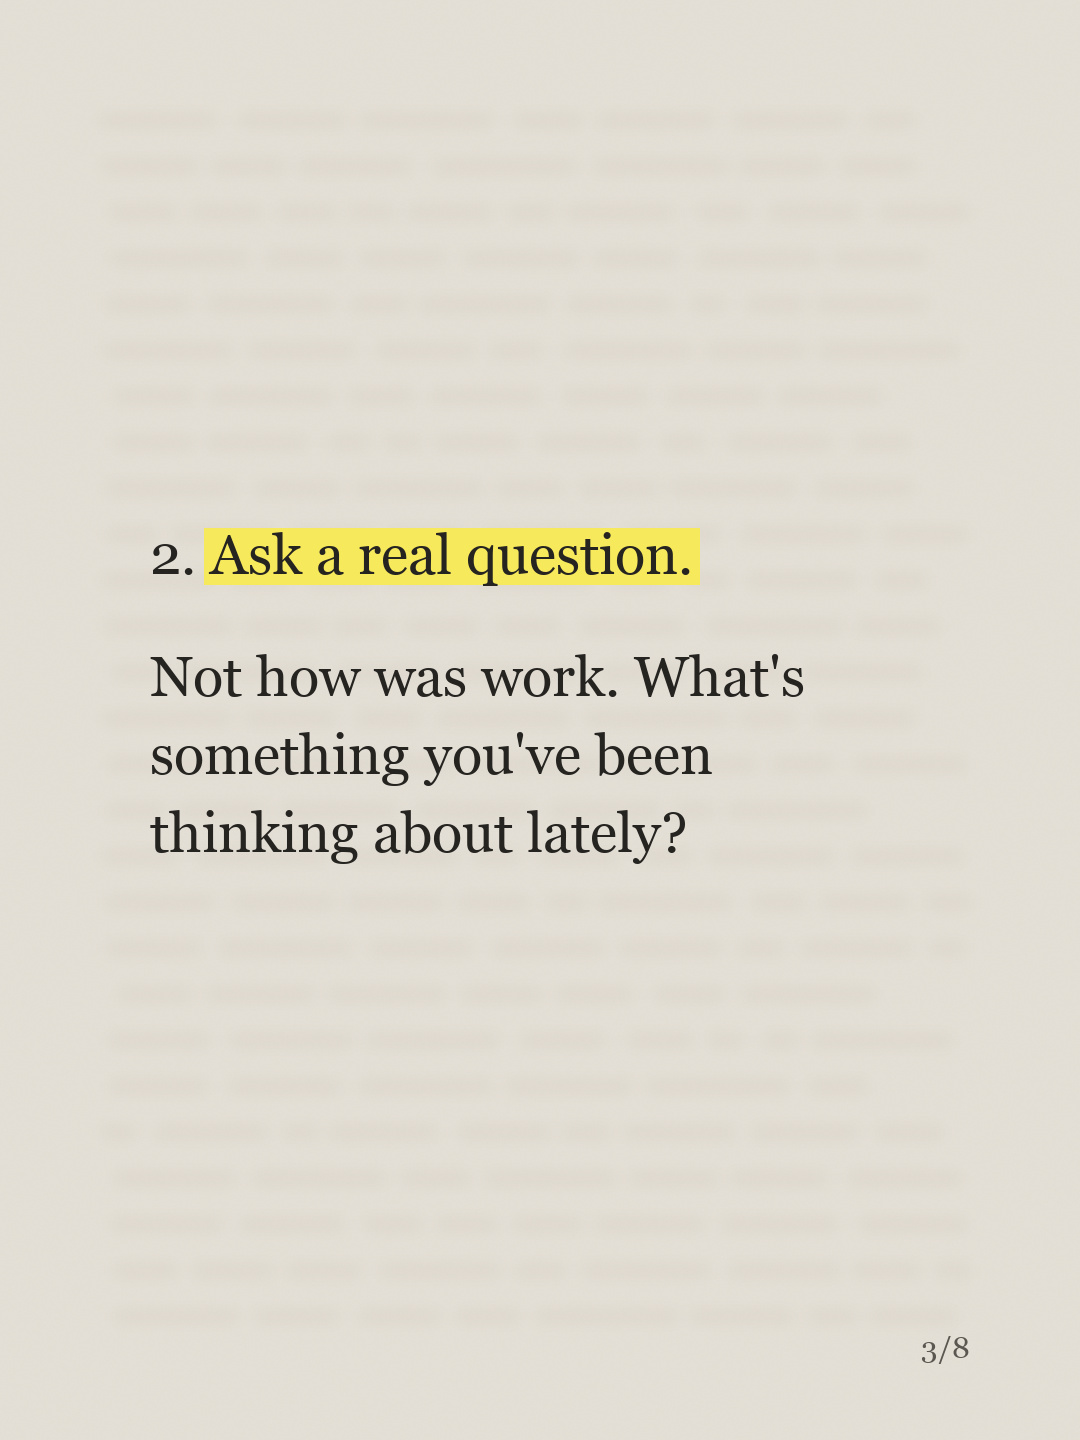 2. Ask a real question.
Not how was work. What's
something you've been
thinking about lately?
3/8